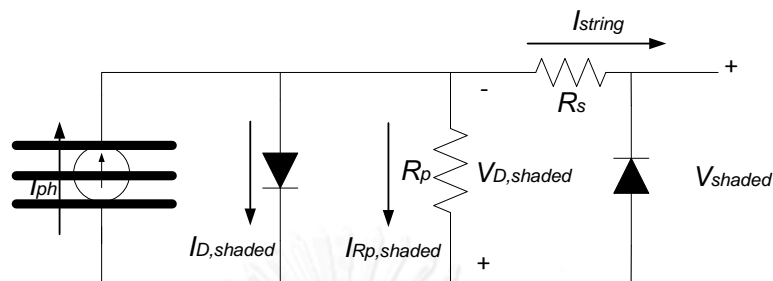 I_string
+
-
R_s
R_p
V_D,shaded
V_shaded
I_ph
I_D,shaded
I_Rp,shaded
+
-